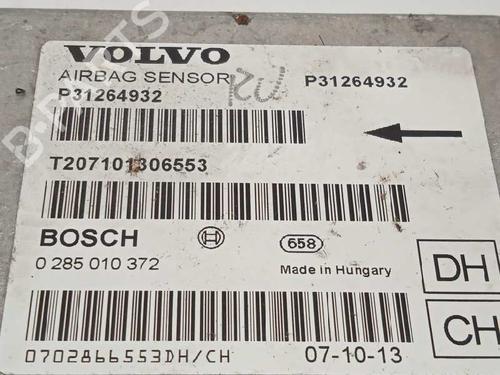 VOLVO
AIRBAG SENSOR
P31264932
P31264932
T207101306553
BOSCH
658
0 285 010 372
Made in Hungary
DH
CH
0702866553DH/CH
07-10-13
B-PARTS